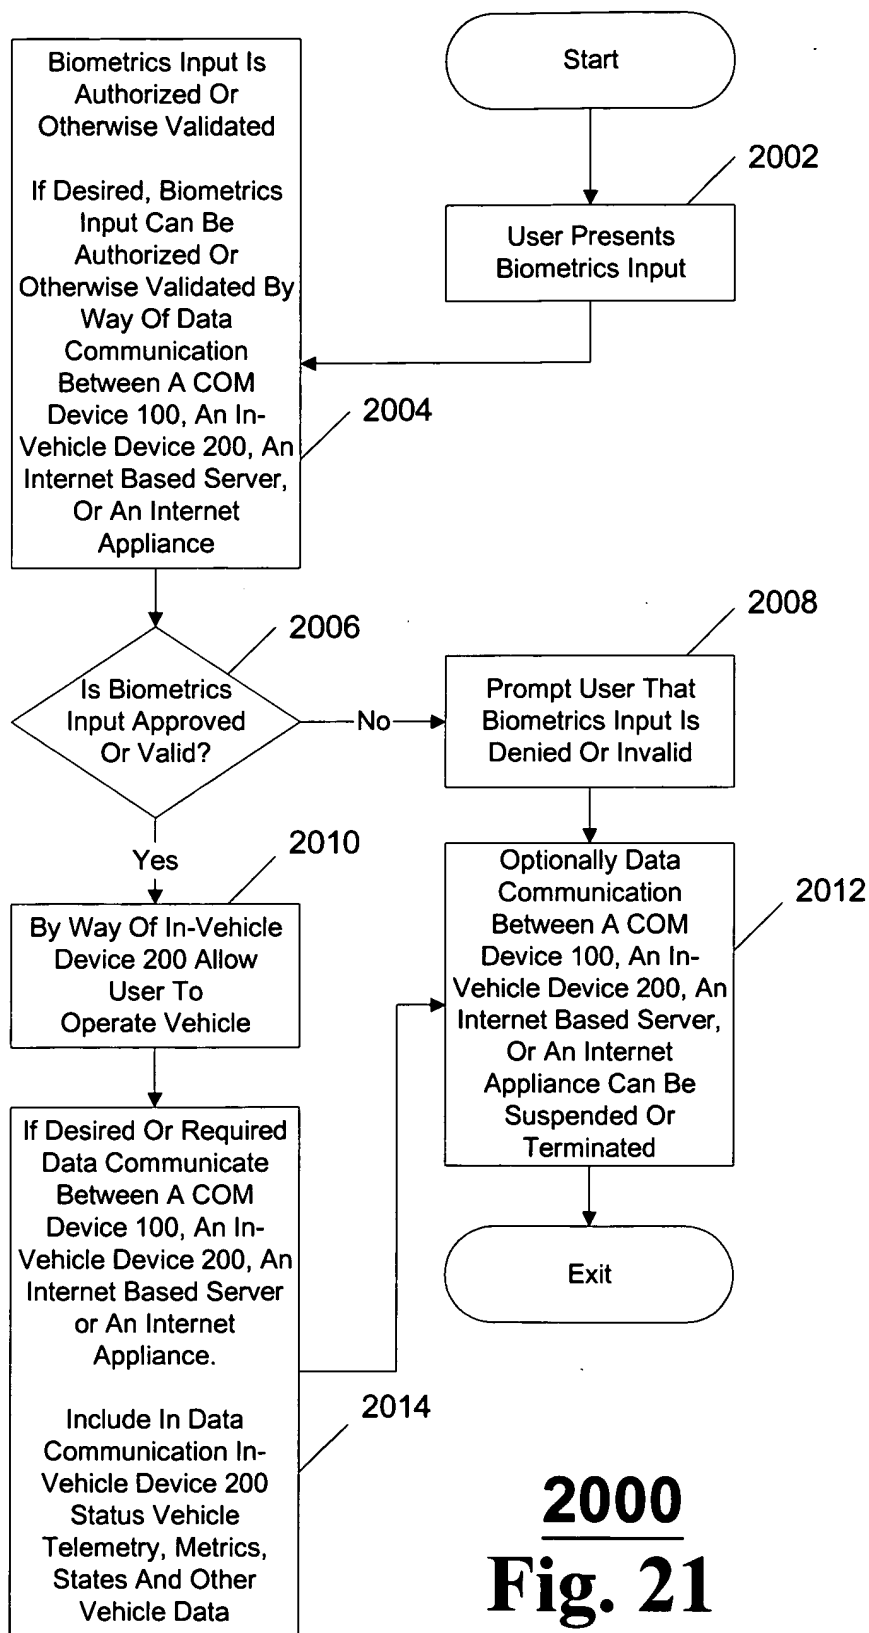 Start
2002
User Presents
Biometrics Input
Biometrics Input Is
Authorized Or
Otherwise Validated
If Desired, Biometrics
Input Can Be
Authorized Or
Otherwise Validated By
Way Of Data
Communication
Between A COM
Device 100, An In-
Vehicle Device 200, An
Internet Based Server,
Or An Internet
Appliance
2004
2006
Is Biometrics
Input Approved
Or Valid?
No
2008
Prompt User That
Biometrics Input Is
Denied Or Invalid
Yes
2010
By Way Of In-Vehicle
Device 200 Allow
User To
Operate Vehicle
Optionally Data
Communication
Between A COM
Device 100, An In-
Vehicle Device 200, An
Internet Based Server,
Or An Internet
Appliance Can Be
Suspended Or
Terminated
2012
If Desired Or Required
Data Communicate
Between A COM
Device 100, An In-
Vehicle Device 200, An
Internet Based Server
or An Internet
Appliance.
Include In Data
Communication In-
Vehicle Device 200
Status Vehicle
Telemetry, Metrics,
States And Other
Vehicle Data
2014
Exit
2000
Fig. 21